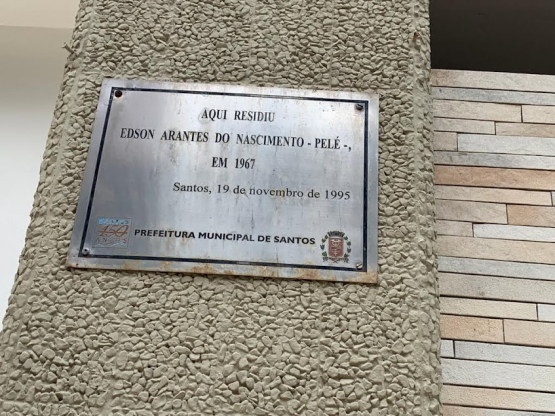 AQUI RESIDIU
EDSON ARANTES DO NASCIMENTO - PELÉ -,
EM 1967
Santos, 19 de novembro de 1995
PREFEITURA MUNICIPAL DE SANTOS